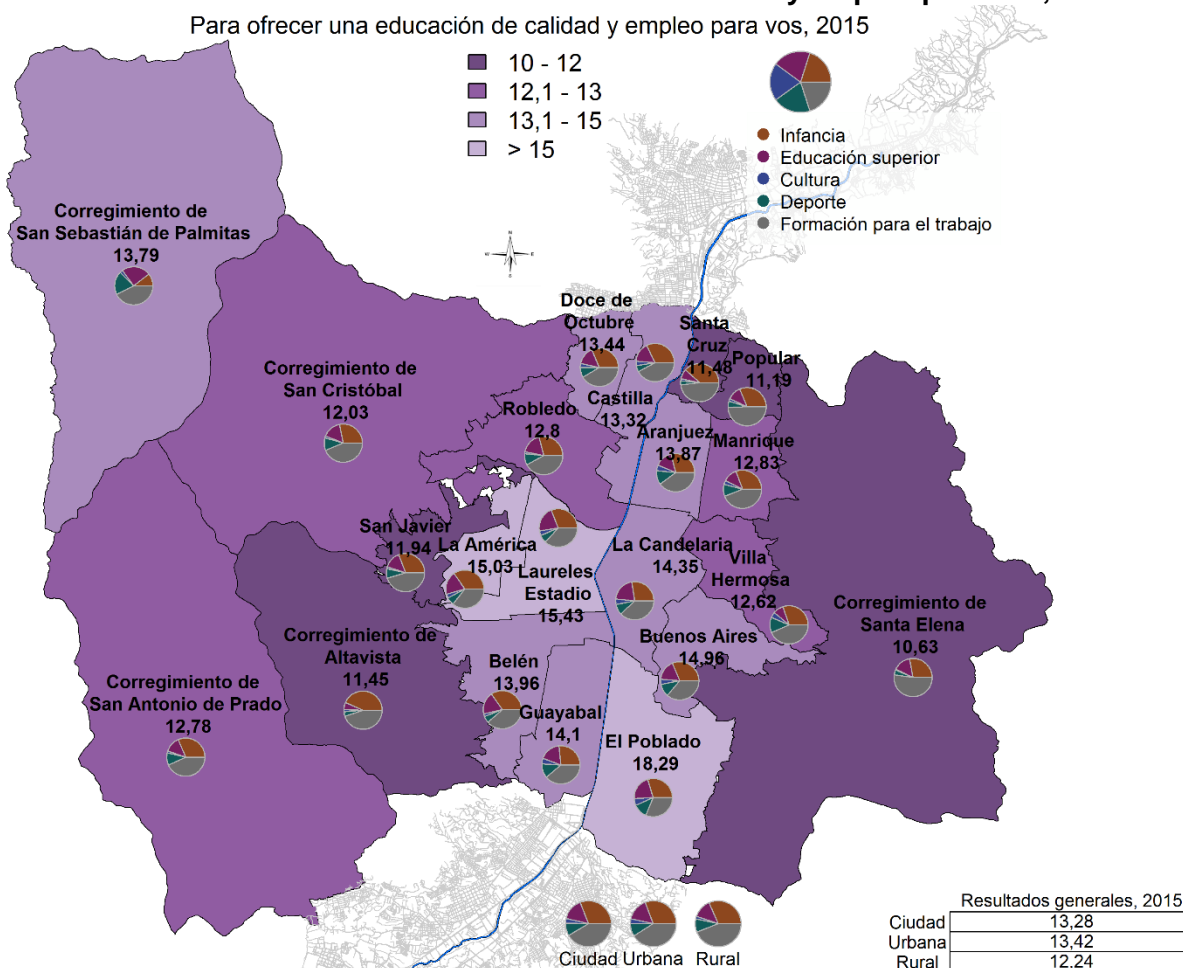 Para ofrecer una educación de calidad y empleo para vos, 2015
10 - 12
12,1 - 13
13,1 - 15
> 15
Infancia
Educación superior
Cultura
Deporte
Formación para el trabajo
Corregimiento de
San Sebastián de Palmitas
13,79
Doce de
Octubre
13,44
Santa
Cruz
11,48
Popular
11,19
Corregimiento de
San Cristóbal
12,03
Castilla
13,32
Robledo
12,8
Aranjuez
13,87
Manrique
12,83
San Javier
11,94
La América
15,03
Laureles
Estadio
15,43
La Candelaria
14,35
Villa
Hermosa
12,62
Corregimiento de
Santa Elena
10,63
Corregimiento de
Altavista
11,45
Buenos Aires
14,96
Belén
13,96
Corregimiento de
San Antonio de Prado
12,78
Guayabal
14,1
El Poblado
18,29
Ciudad Urbana Rural
Resultados generales, 2015
Ciudad 13,28
Urbana 13,42
Rural 12,24